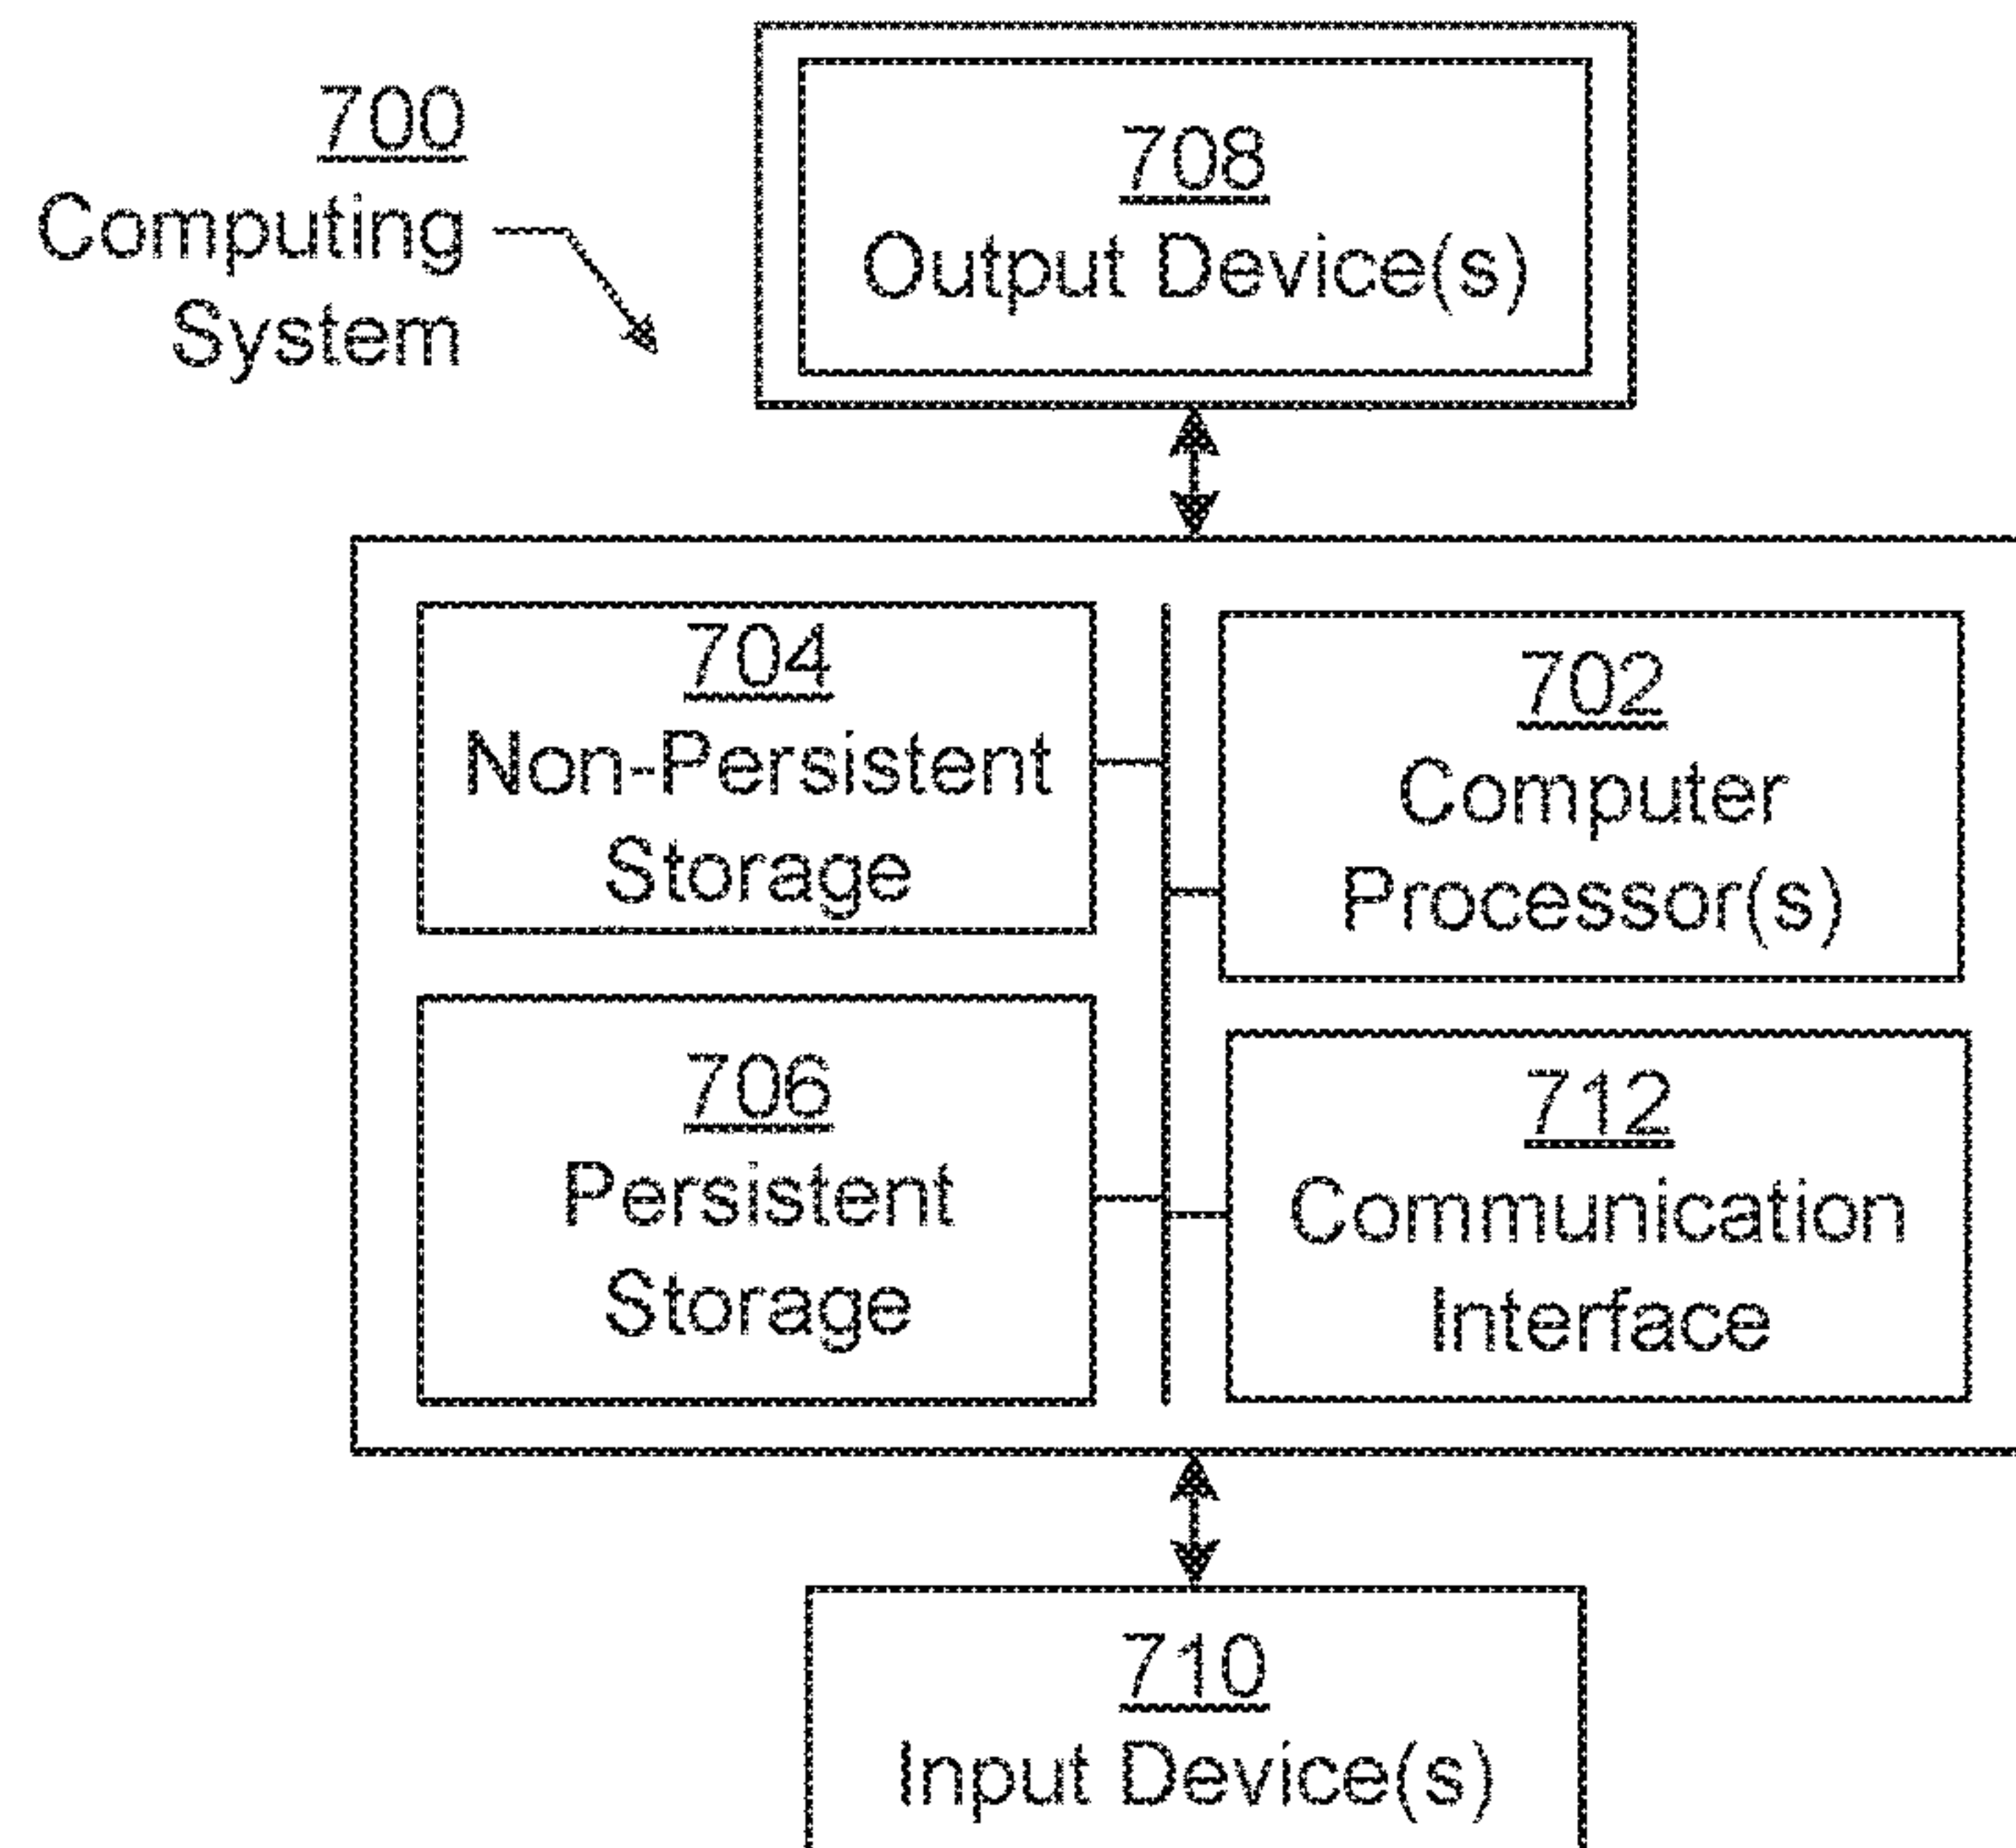 700
Computing
System
708
Output Device(s)
704
Non-Persistent
Storage
702
Computer
Processor(s)
706
Persistent
Storage
712
Communication
Interface
710
Input Device(s)